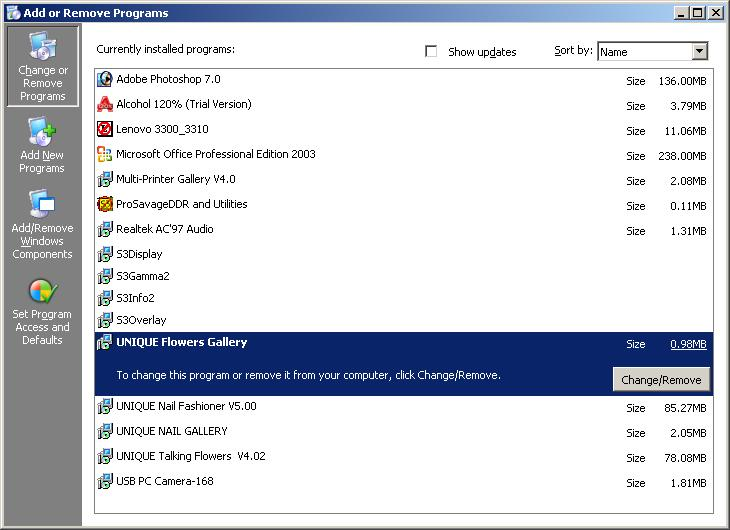 Add or Remove Programs
Change or
Remove
Programs
Add New
Programs
Add/Remove
Windows
Components
Set Program
Access and
Defaults
Currently installed programs:
Show updates
Sort by: Name
Adobe Photoshop 7.0 Size 136.00MB
Alcohol 120% (Trial Version) Size 3.79MB
Lenovo 3300_3310 Size 11.06MB
Microsoft Office Professional Edition 2003 Size 238.00MB
Multi-Printer Gallery V4.0 Size 2.08MB
ProSavageDDR and Utilities Size 0.11MB
Realtek AC'97 Audio Size 1.31MB
S3Display
S3Gamma2
S3Info2
S3Overlay
UNIQUE Flowers Gallery Size 0.98MB
To change this program or remove it from your computer, click Change/Remove. Change/Remove
UNIQUE Nail Fashioner V5.00 Size 85.27MB
UNIQUE NAIL GALLERY Size 2.05MB
UNIQUE Talking Flowers  V4.02 Size 78.08MB
USB PC Camera-168 Size 1.81MB